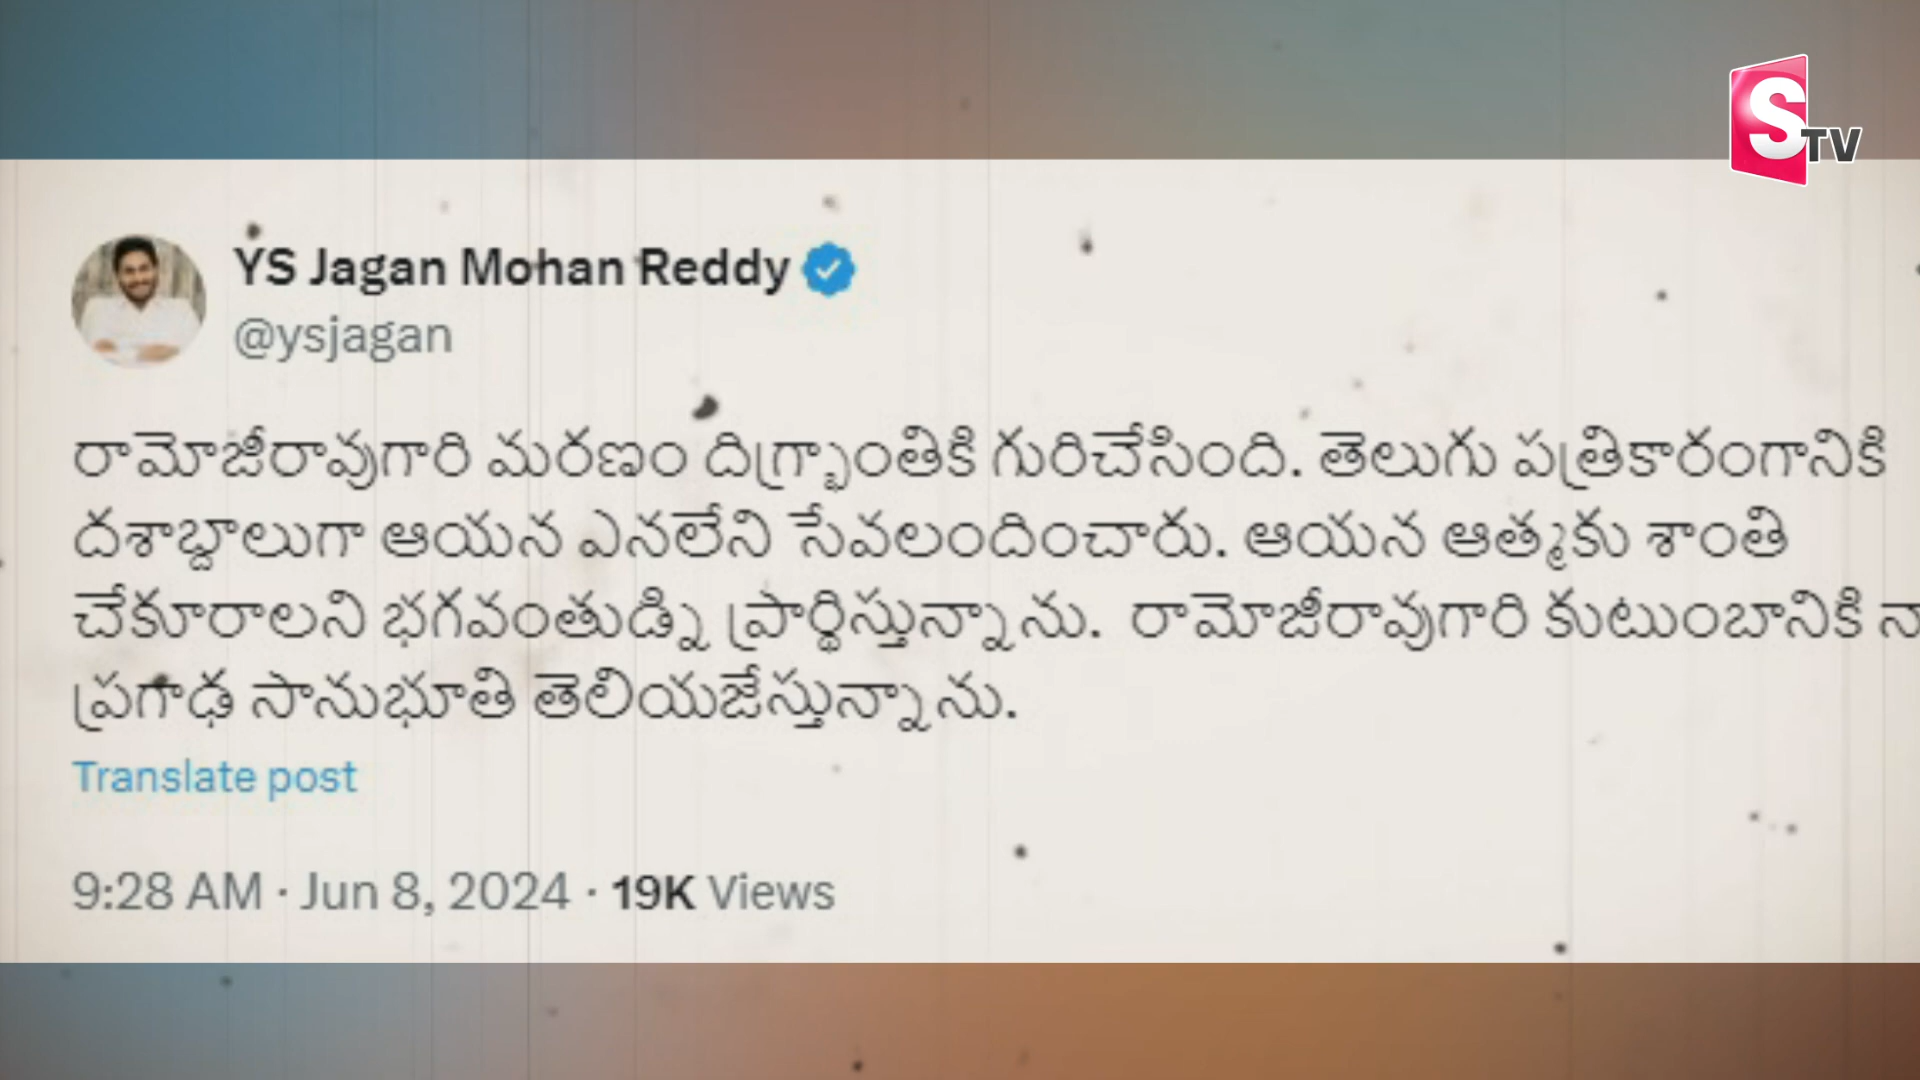 STV
YS Jagan Mohan Reddy
@ysjagan
రామోజీరావుగారి మరణం దిగ్భ్రాంతికి గురిచేసింది. తెలుగు పత్రికారంగానికి
దశాబ్దాలుగా ఆయన ఎనలేని సేవలందించారు. ఆయన ఆత్మకు శాంతి
చేకూరాలని భగవంతుడ్ని ప్రార్థిస్తున్నాను. రామోజీరావుగారి కుటుంబానికి నా
ప్రగాఢ సానుభూతి తెలియజేస్తున్నాను.
Translate post
9:28 AM · Jun 8, 2024 · 19K Views